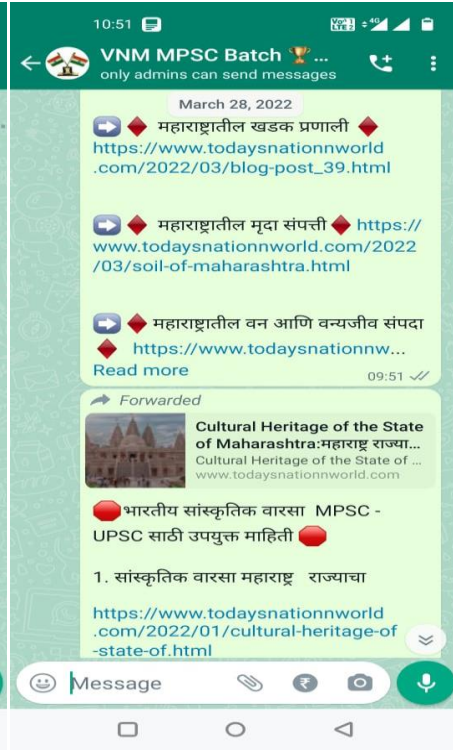 10:51
Vo) LTE2 4G
VNM MPSC Batch 🏆 ...
only admins can send messages
March 28, 2022
➡️ ♦️ महाराष्ट्रातील खडक प्रणाली ♦️
https://www.todaysnationnworld
.com/2022/03/blog-post_39.html
➡️ ♦️ महाराष्ट्रातील मृदा संपत्ती ♦️ https://
www.todaysnationnworld.com/2022
/03/soil-of-maharashtra.html
➡️ ♦️ महाराष्ट्रातील वन आणि वन्यजीव संपदा
♦️ https://www.todaysnationnw...
Read more
09:51
Forwarded
Cultural Heritage of the State
of Maharashtra:महाराष्ट्र राज्या...
Cultural Heritage of the State of ...
www.todaysnationnworld.com
🛑भारतीय सांस्कृतिक वारसा MPSC -
UPSC साठी उपयुक्त माहिती 🛑
1. सांस्कृतिक वारसा महाराष्ट्र राज्याचा
https://www.todaysnationnworld
.com/2022/01/cultural-heritage-of
-state-of.html
Message
₹